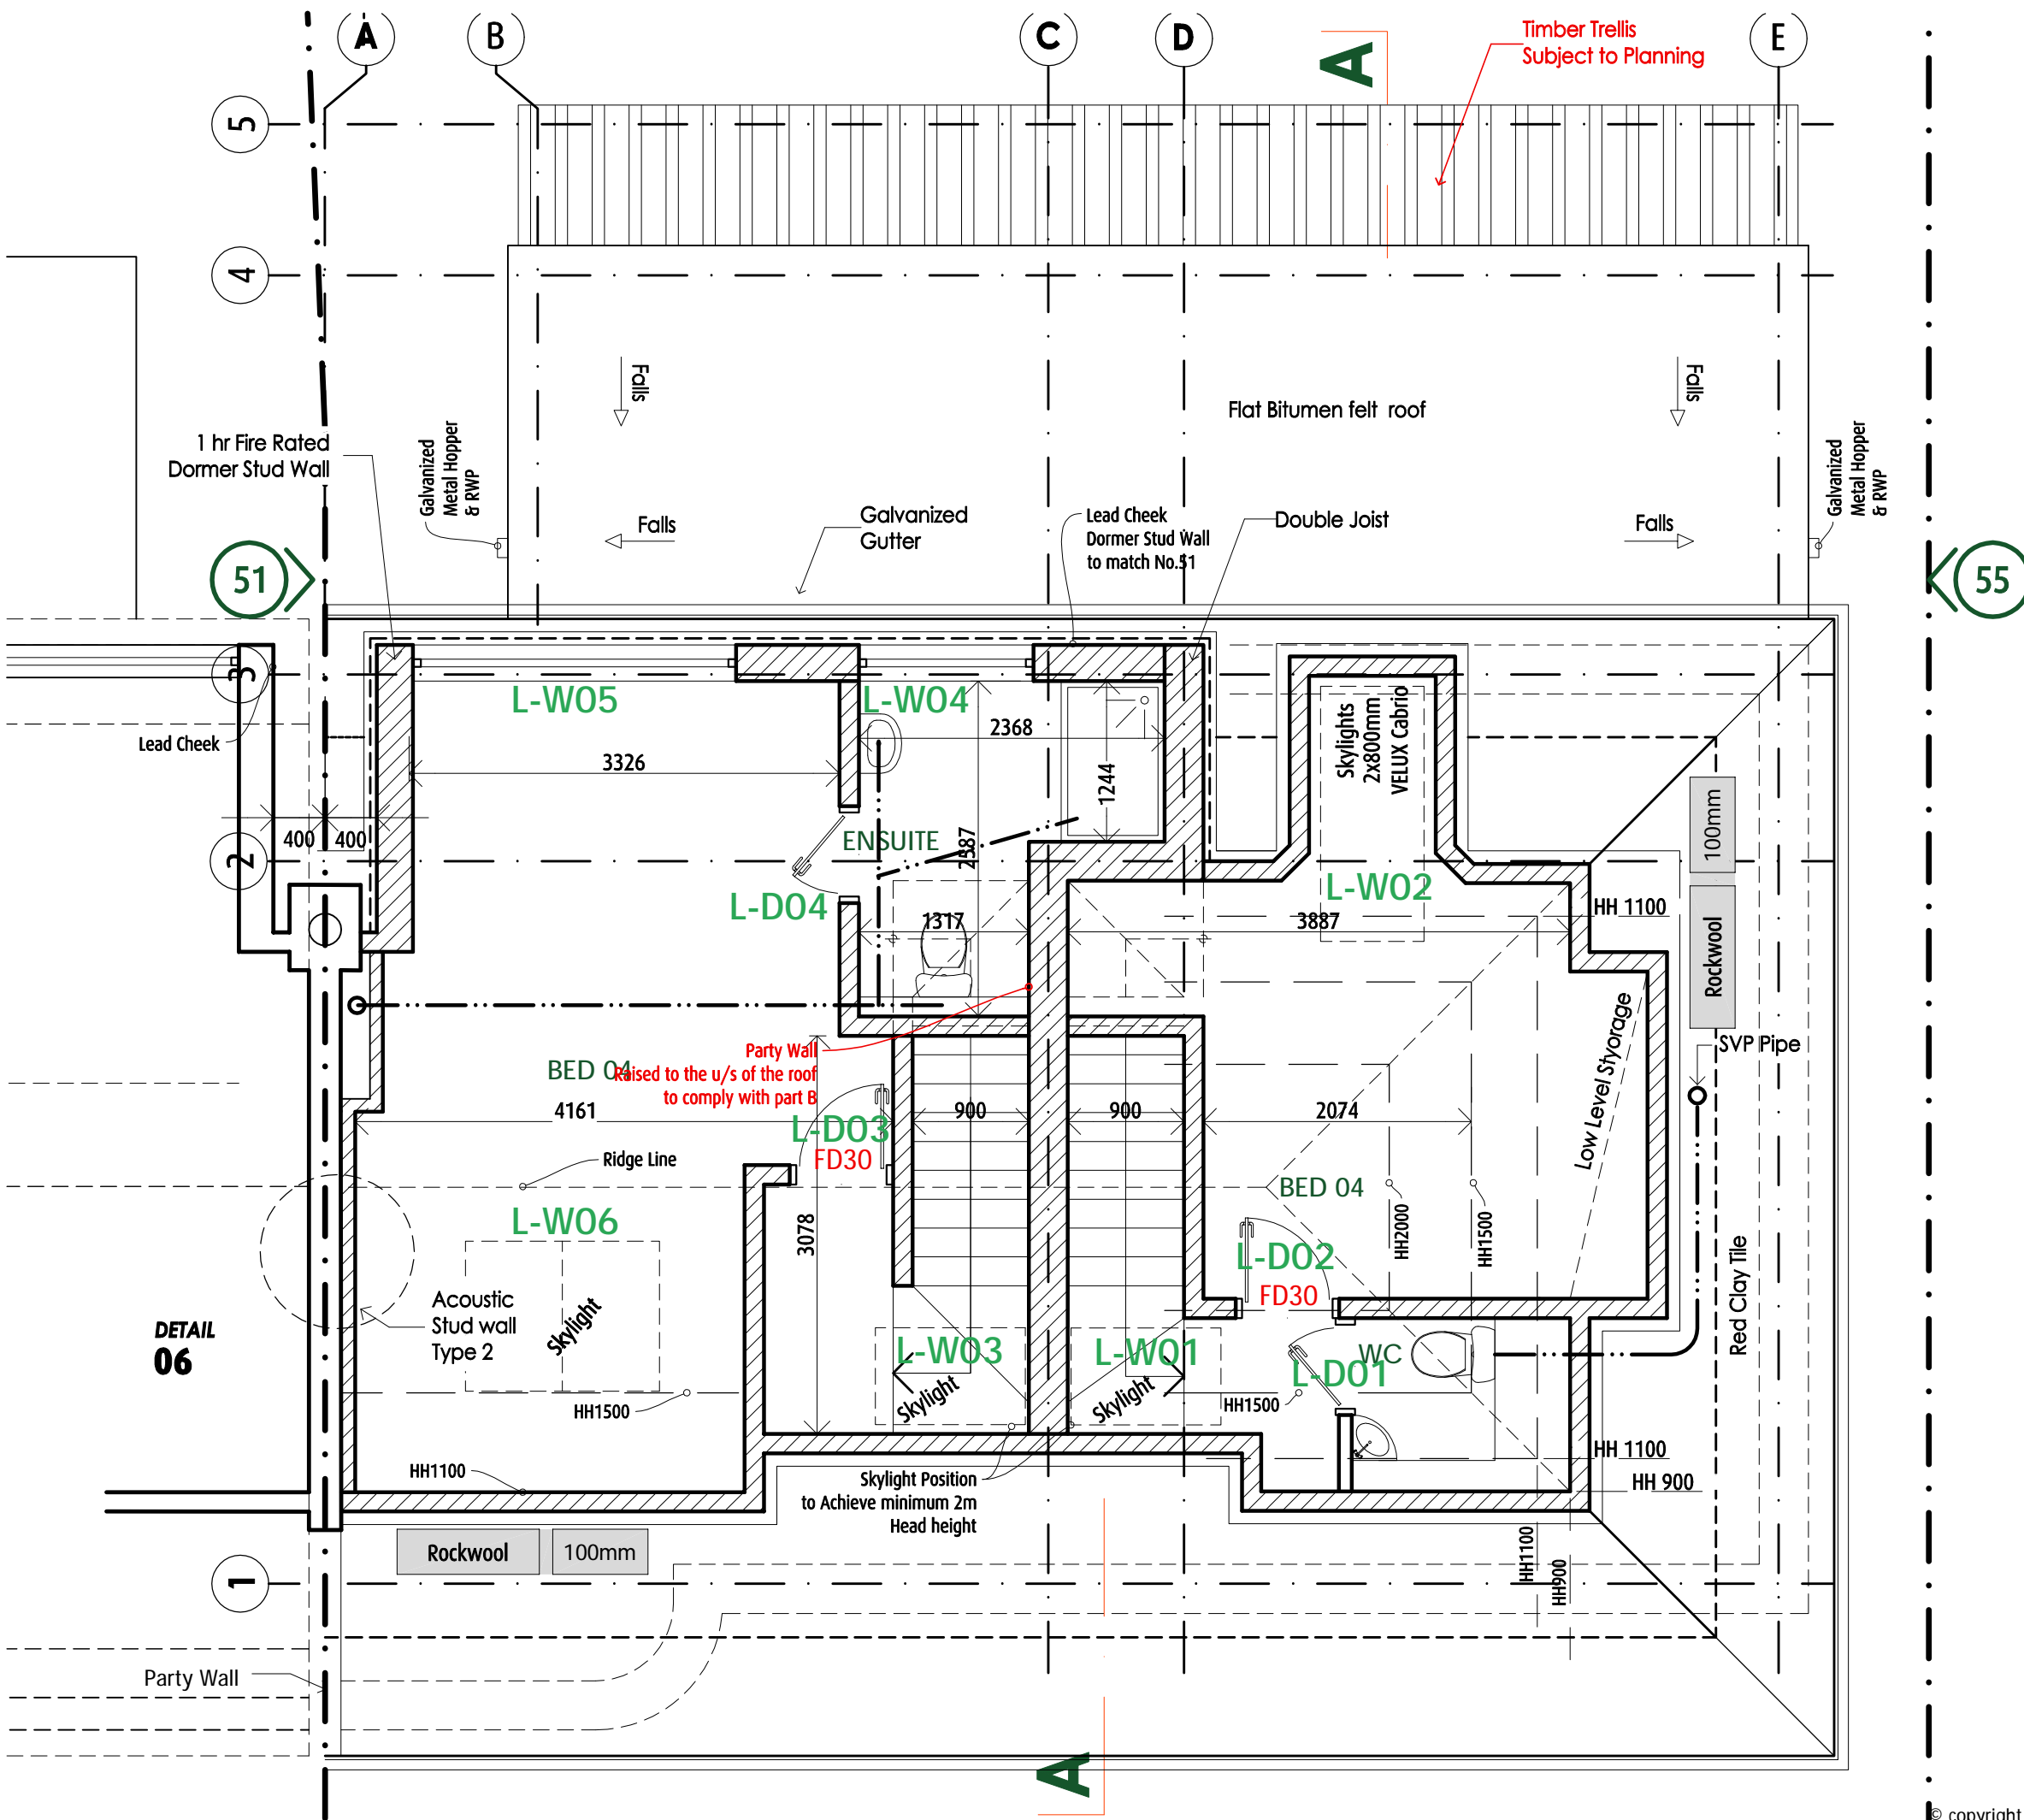 A
B
C
D
E
A
Timber Trellis
Subject to Planning
5
4
Falls
Falls
Flat Bitumen felt roof
1 hr Fire Rated
Dormer Stud Wall
Galvanized
Metal Hopper
& RWP
Galvanized
Metal Hopper
& RWP
Falls
Galvanized
Gutter
Lead Cheek
Dormer Stud Wall
to match No.51
Double Joist
Falls
51
55
3
L-W05
L-W04
Lead Cheek
2368
3326
1244
Skylights
2x800mm
VELUX Cabrio
100mm
400
400
2
ENSUITE
2587
L-D04
L-W02
HH 1100
1317
3887
Rockwool
Low Level Styorage
SVP Pipe
Party Wall
Raised to the u/s of the roof
to comply with part B
BED 04
4161
900
900
2074
L-D03
FD30
Ridge Line
BED 04
L-W06
3078
HH2000
HH1500
L-D02
FD30
Red Clay Tile
Acoustic
Stud wall
Type 2
Skylight
DETAIL
06
L-W03
L-W01
WC
L-D01
Skylight
Skylight
HH1500
HH1500
HH 1100
HH1100
Skylight Position
to Achieve minimum 2m
Head height
HH 900
Rockwool
100mm
HH1100
HH900
1
Party Wall
A
© copyright